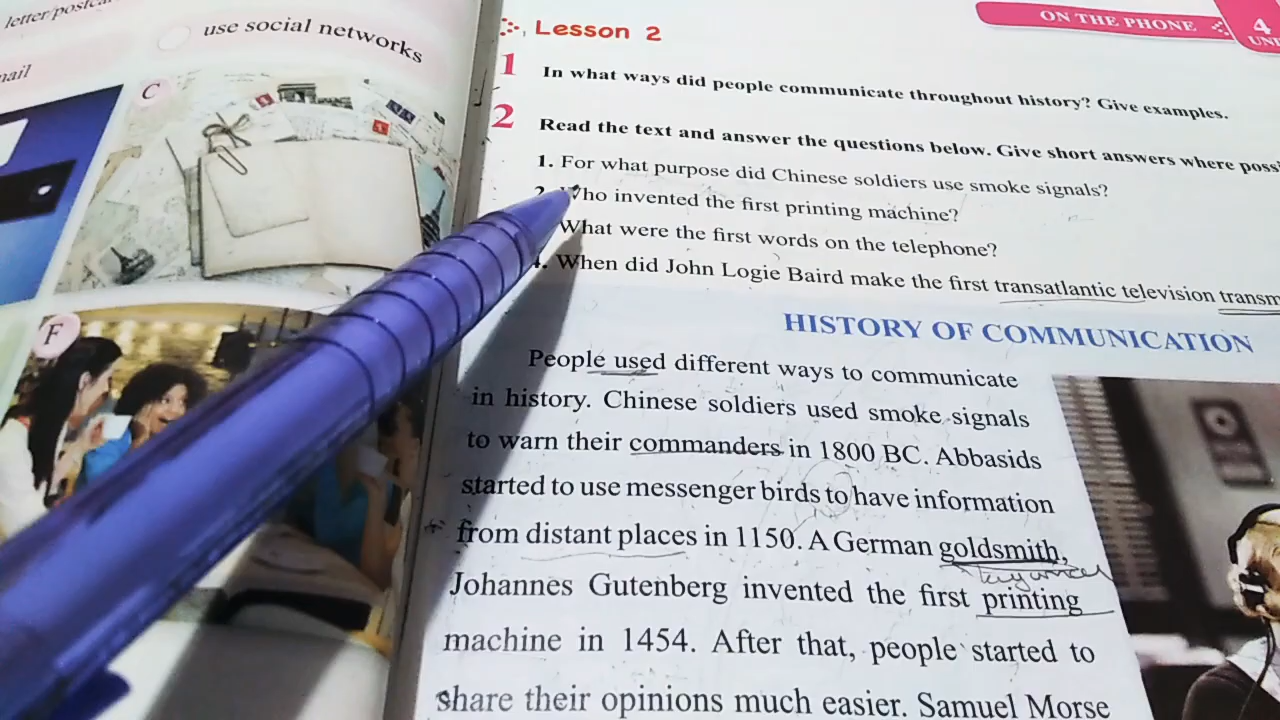 letter/postca
use social networks
mail
C
F
ON THE PHONE
4
UNI
Lesson 2
1 In what ways did people communicate throughout history? Give examples.
2 Read the text and answer the questions below. Give short answers where poss
1. For what purpose did Chinese soldiers use smoke signals?
2. Who invented the first printing machine?
What were the first words on the telephone?
4. When did John Logie Baird make the first transatlantic television transm
HISTORY OF COMMUNICATION
People used different ways to communicate
in history. Chinese soldiers used smoke signals
to warn their commanders in 1800 BC. Abbasids
started to use messenger birds to have information
from distant places in 1150. A German goldsmith,
Johannes Gutenberg invented the first printing
machine in 1454. After that, people started to
share their opinions much easier. Samuel Morse